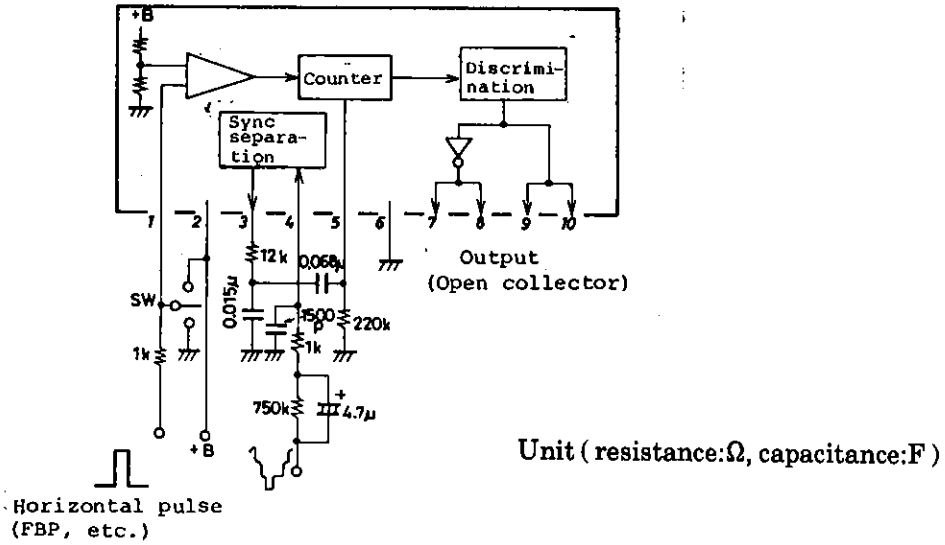 +B
Counter
Discrimi-
nation
Sync
separa-
tion
1
2
3
4
5
6
7
8
9
10
12k
0.068μ
Output
(Open collector)
SW
0.015μ
1500
P
220k
1k
1k
750k
+
4.7μ
+B
Unit ( resistance:Ω, capacitance:F )
Horizontal pulse
(FBP, etc.)